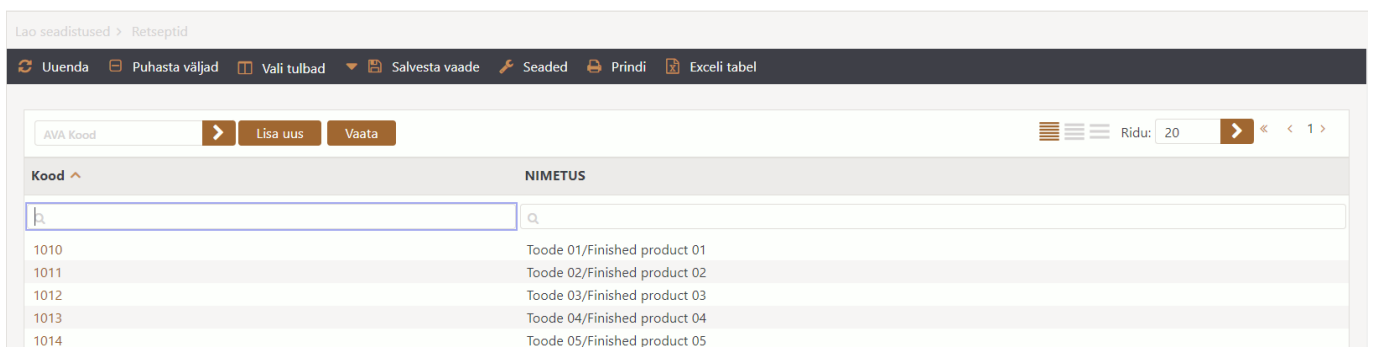 Lao seadistused > Retseptid
Uuenda Puhasta väljad Vali tulbad Salvesta vaade Seaded Prindi Exceli tabel
AVA Kood Lisa uus Vaata Ridu: 20 « < 1 >
Kood NIMETUS
1010 Toode 01/Finished product 01
1011 Toode 02/Finished product 02
1012 Toode 03/Finished product 03
1013 Toode 04/Finished product 04
1014 Toode 05/Finished product 05